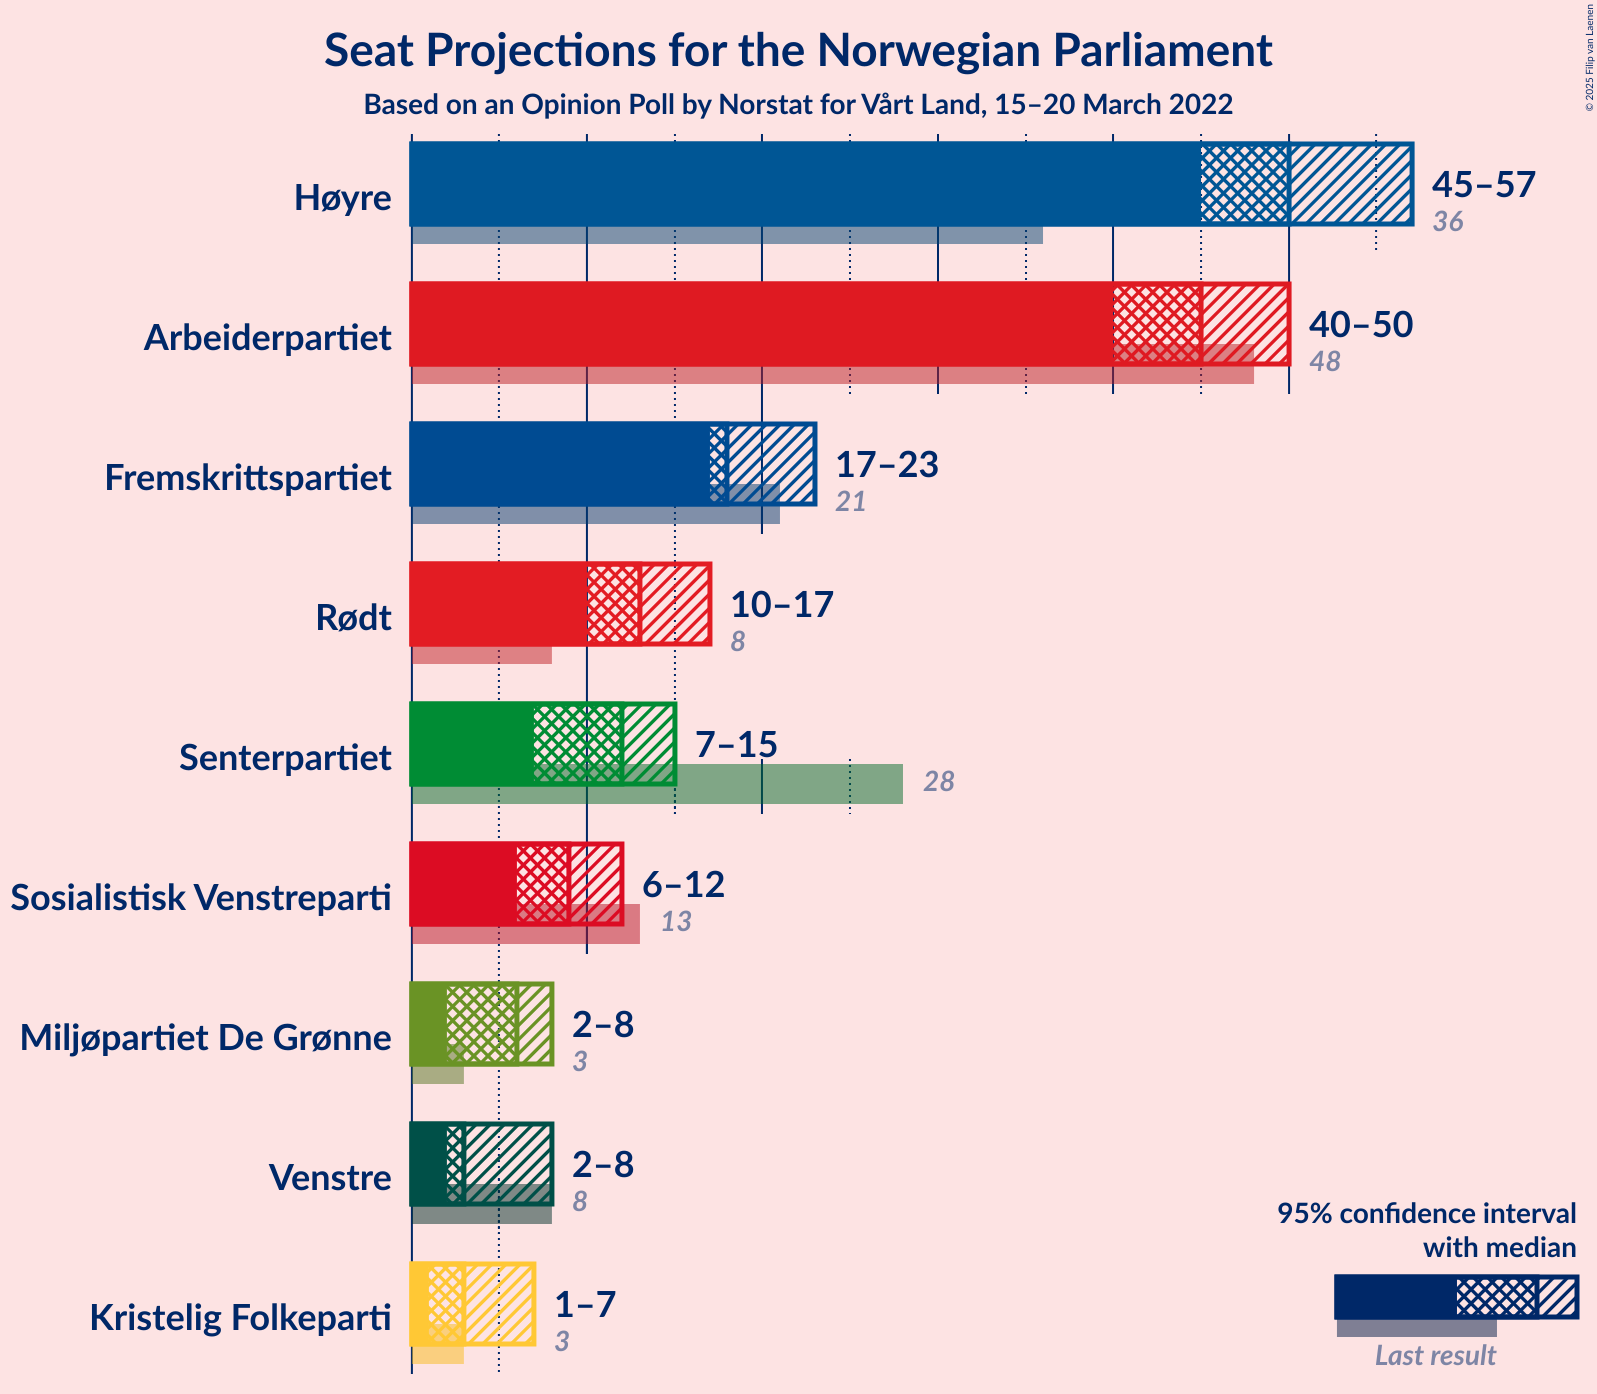 Seat Projections for the Norwegian Parliament
Based on an Opinion Poll by Norstat for Vårt Land, 15–20 March 2022
© 2025 Filip van Laenen
Høyre
45–57
36
Arbeiderpartiet
40–50
48
Fremskrittspartiet
17–23
21
Rødt
10–17
8
Senterpartiet
7–15
28
Sosialistisk Venstreparti
6–12
13
Miljøpartiet De Grønne
2–8
3
Venstre
2–8
8
Kristelig Folkeparti
1–7
3
95% confidence interval
with median
Last result